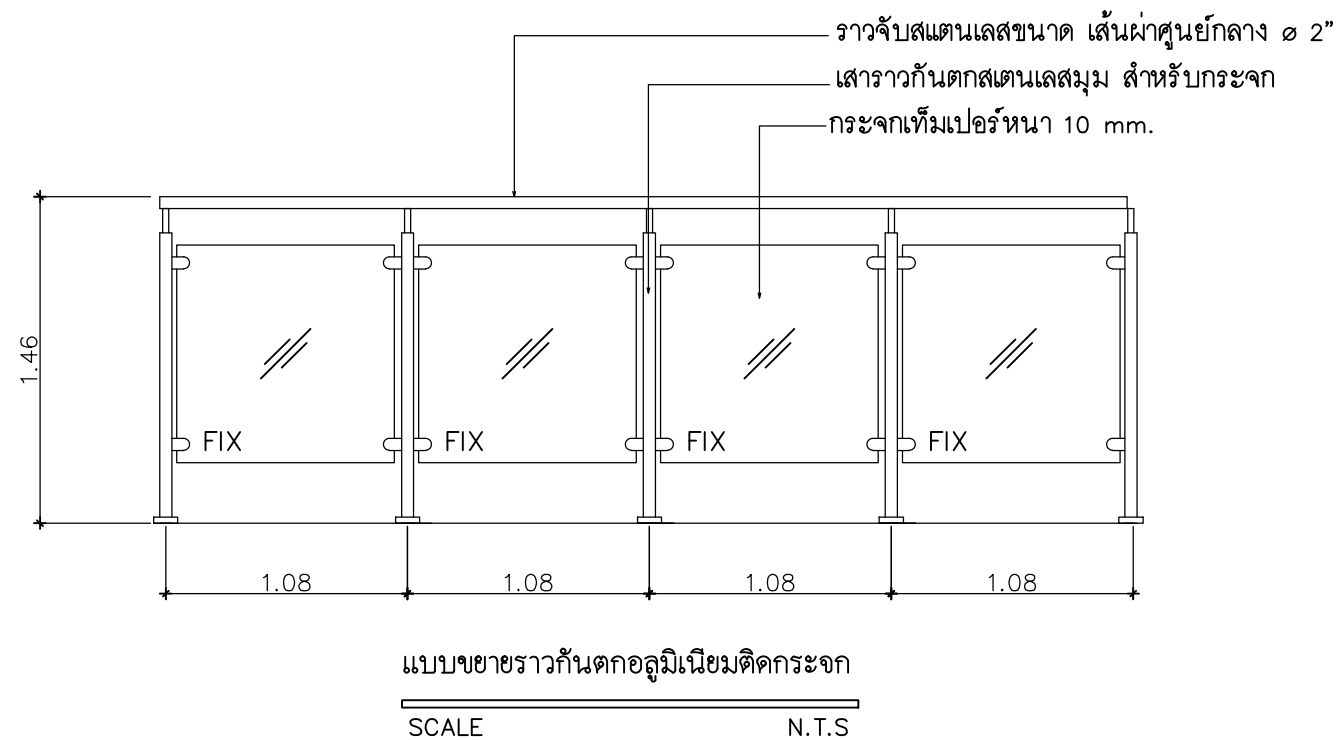 ราวจับสแตนเลสขนาด เส้นผ่าศูนย์กลาง ø 2"
เสาราวกันตกสเตนเลสมุม สำหรับกระจก
กระจกเท็มเปอร์หนา 10 mm.
1.46
FIX FIX FIX FIX
1.08 1.08 1.08 1.08
แบบขยายราวกันตกอลูมิเนียมติดกระจก
SCALE N.T.S